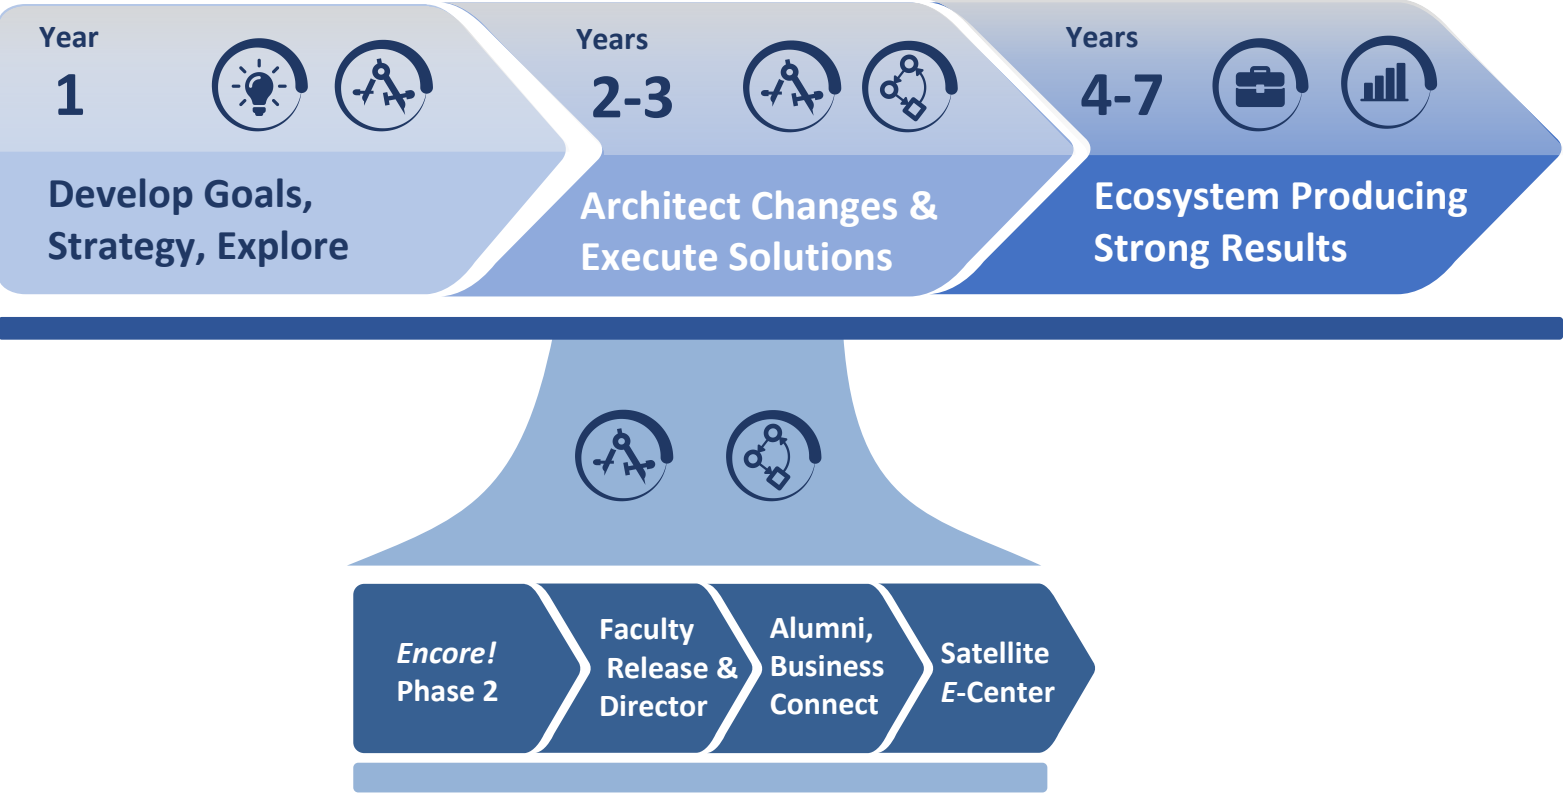 Year
1
Develop Goals,
Strategy, Explore
Years
2-3
Architect Changes &
Execute Solutions
Years
4-7
Ecosystem Producing
Strong Results
Encore!
Phase 2
Faculty
Release &
Director
Alumni,
Business
Connect
Satellite
E-Center